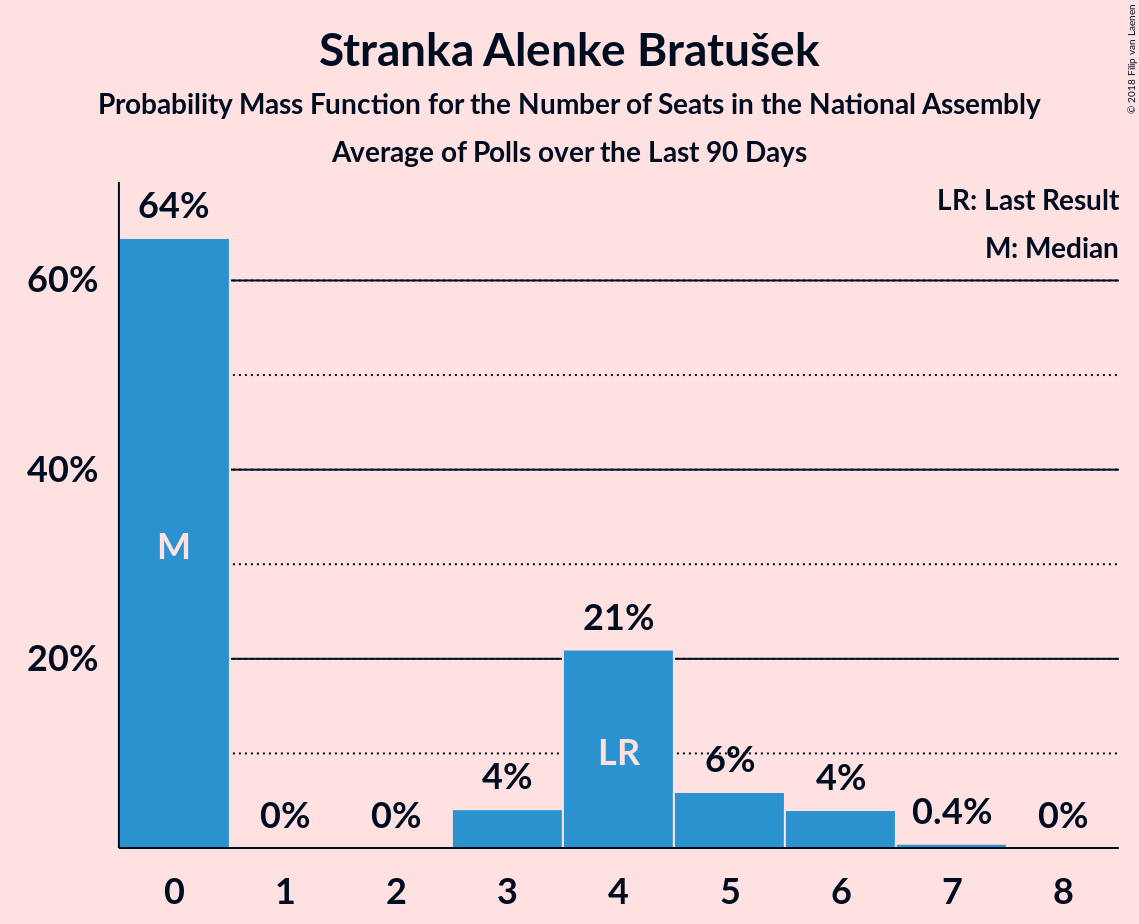 Stranka Alenke Bratušek
Probability Mass Function for the Number of Seats in the National Assembly
Average of Polls over the Last 90 Days
© 2018 Filip van Laenen
LR: Last Result
M: Median
64%
60%
40%
20%
M
0%
0%
4%
21%
LR
6%
4%
0.4%
0%
0 1 2 3 4 5 6 7 8